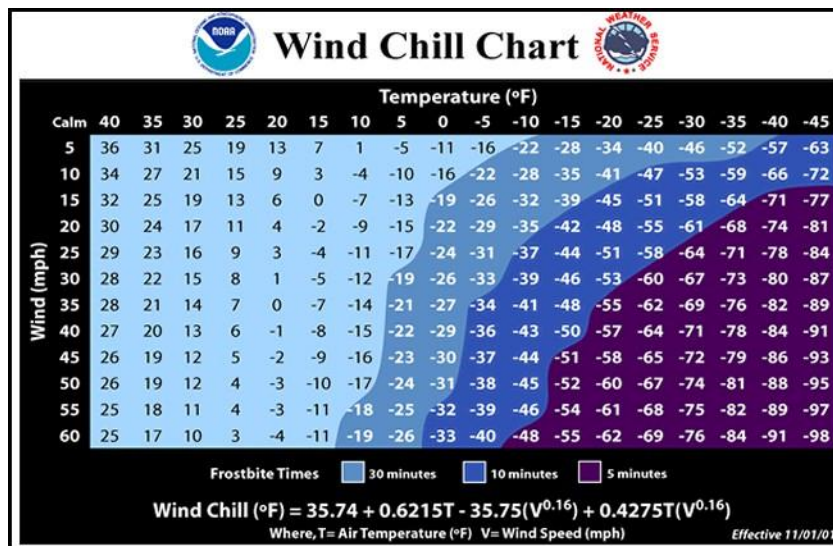 NOAA
Wind Chill Chart
Temperature (ºF)
Calm 40 35 30 25 20 15 10 5 0 -5 -10 -15 -20 -25 -30 -35 -40 -45
5 36 31 25 19 13 7 1 -5 -11 -16 -22 -28 -34 -40 -46 -52 -57 -63
10 34 27 21 15 9 3 -4 -10 -16 -22 -28 -35 -41 -47 -53 -59 -66 -72
15 32 25 19 13 6 0 -7 -13 -19 -26 -32 -39 -45 -51 -58 -64 -71 -77
20 30 24 17 11 4 -2 -9 -15 -22 -29 -35 -42 -48 -55 -61 -68 -74 -81
25 29 23 16 9 3 -4 -11 -17 -24 -31 -37 -44 -51 -58 -64 -71 -78 -84
30 28 22 15 8 1 -5 -12 -19 -26 -33 -39 -46 -53 -60 -67 -73 -80 -87
35 28 21 14 7 0 -7 -14 -21 -27 -34 -41 -48 -55 -62 -69 -76 -82 -89
40 27 20 13 6 -1 -8 -15 -22 -29 -36 -43 -50 -57 -64 -71 -78 -84 -91
45 26 19 12 5 -2 -9 -16 -23 -30 -37 -44 -51 -58 -65 -72 -79 -86 -93
50 26 19 12 4 -3 -10 -17 -24 -31 -38 -45 -52 -60 -67 -74 -81 -88 -95
55 25 18 11 4 -3 -11 -18 -25 -32 -39 -46 -54 -61 -68 -75 -82 -89 -97
60 25 17 10 3 -4 -11 -19 -26 -33 -40 -48 -55 -62 -69 -76 -84 -91 -98
Wind (mph)
Frostbite Times 30 minutes 10 minutes 5 minutes
Wind Chill (ºF) = 35.74 + 0.6215T - 35.75(V0.16) + 0.4275T(V0.16)
Where, T= Air Temperature (ºF) V= Wind Speed (mph) Effective 11/01/01